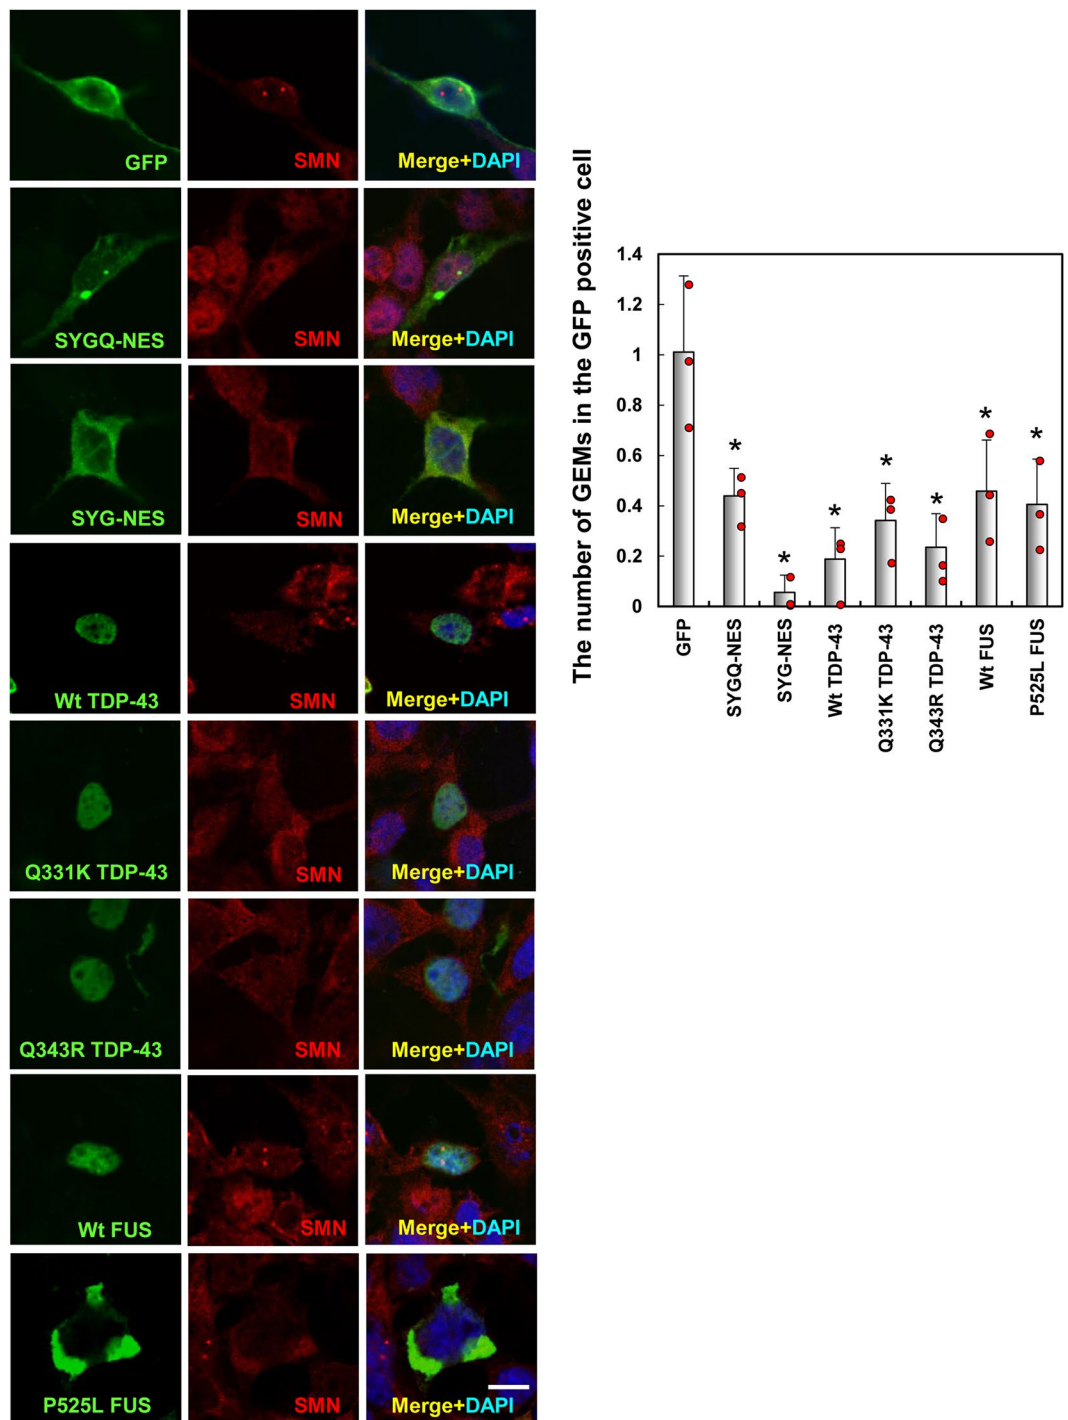 GFP
SMN
Merge+DAPI
SYGQ-NES
SMN
Merge+DAPI
SYG-NES
SMN
Merge+DAPI
Wt TDP-43
SMN
Merge+DAPI
Q331K TDP-43
SMN
Merge+DAPI
Q343R TDP-43
SMN
Merge+DAPI
Wt FUS
SMN
Merge+DAPI
P525L FUS
SMN
Merge+DAPI
The number of GEMs in the GFP positive cell
1.4
1.2
1
0.8
0.6
0.4
0.2
0
*
*
*
*
*
*
*
GFP
SYGQ-NES
SYG-NES
Wt TDP-43
Q331K TDP-43
Q343R TDP-43
Wt FUS
P525L FUS